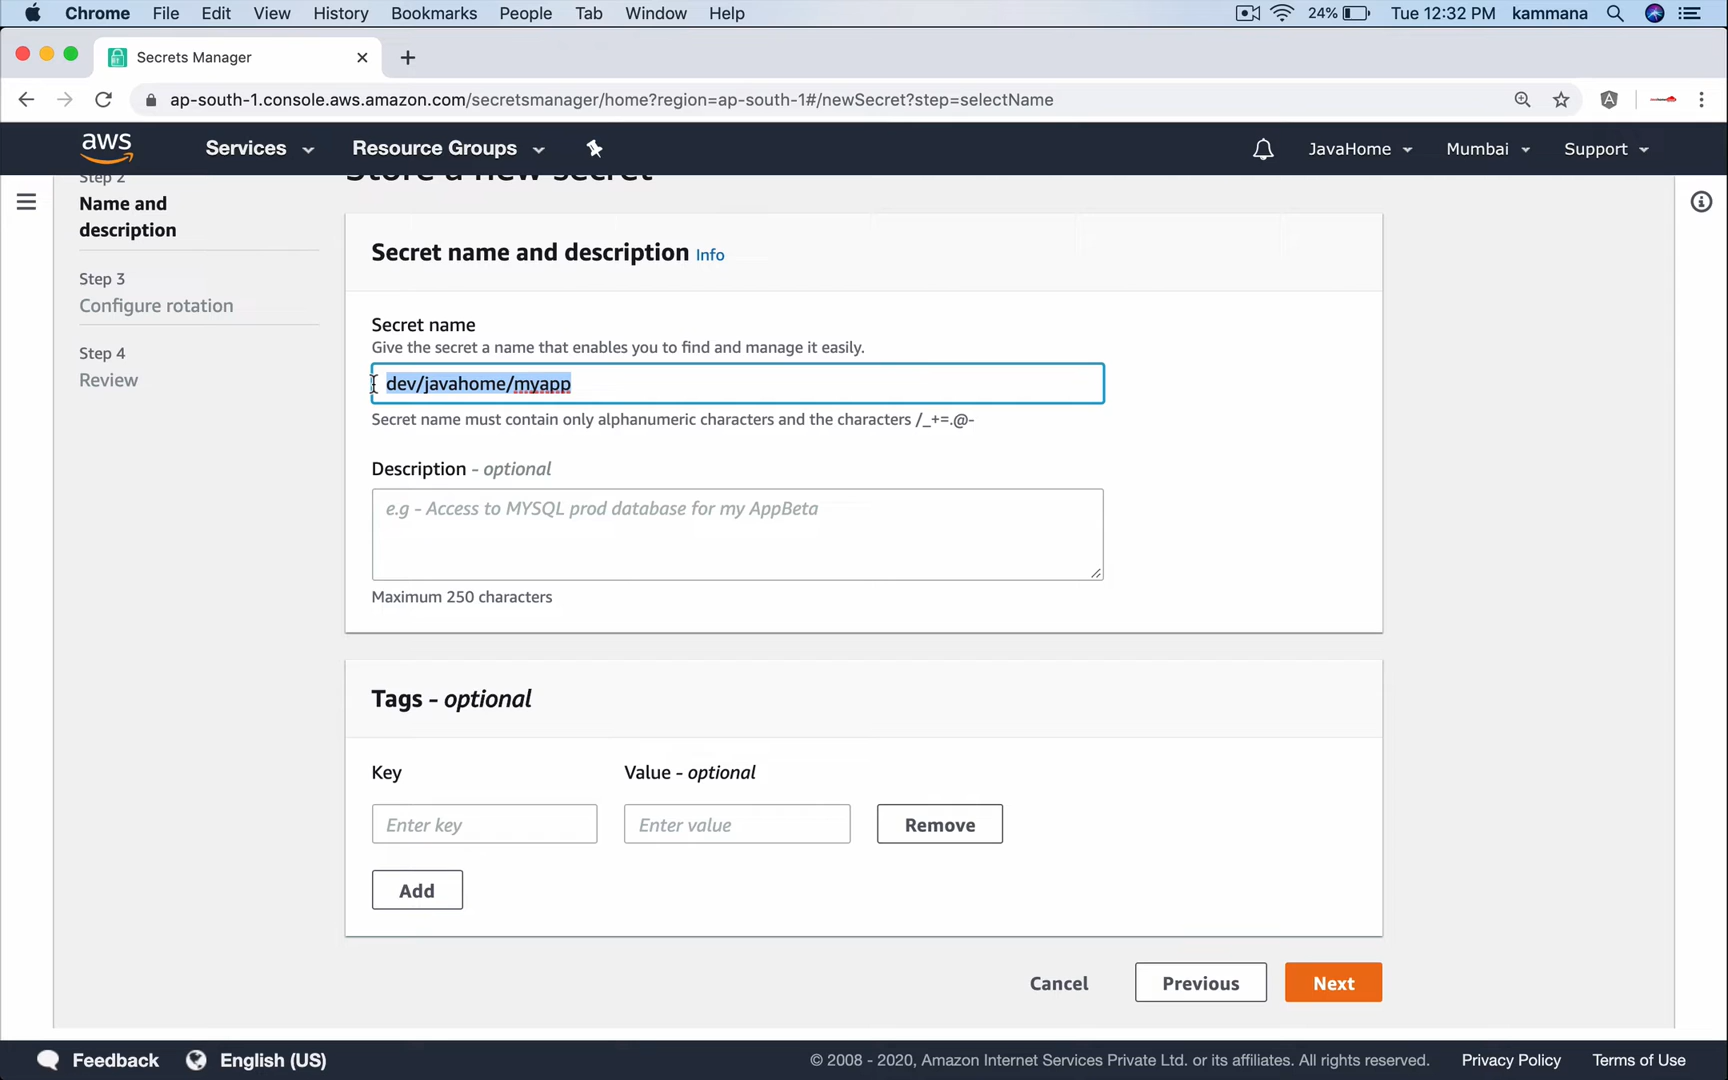 Chrome File Edit View History Bookmarks People Tab Window Help 24% Tue 12:32 PM kammana
Secrets Manager
ap-south-1.console.aws.amazon.com/secretsmanager/home?region=ap-south-1#/newSecret?step=selectName
aws Services Resource Groups JavaHome Mumbai Support
Step 2
Name and
description
Step 3
Configure rotation
Step 4
Review
Store a new secret
Secret name and description Info
Secret name
Give the secret a name that enables you to find and manage it easily.
dev/javahome/myapp
Secret name must contain only alphanumeric characters and the characters /_+=.@-
Description - optional
e.g - Access to MYSQL prod database for my AppBeta
Maximum 250 characters
Tags - optional
Key Value - optional
Enter key Enter value Remove
Add
Cancel Previous Next
Feedback English (US) © 2008 - 2020, Amazon Internet Services Private Ltd. or its affiliates. All rights reserved. Privacy Policy Terms of Use